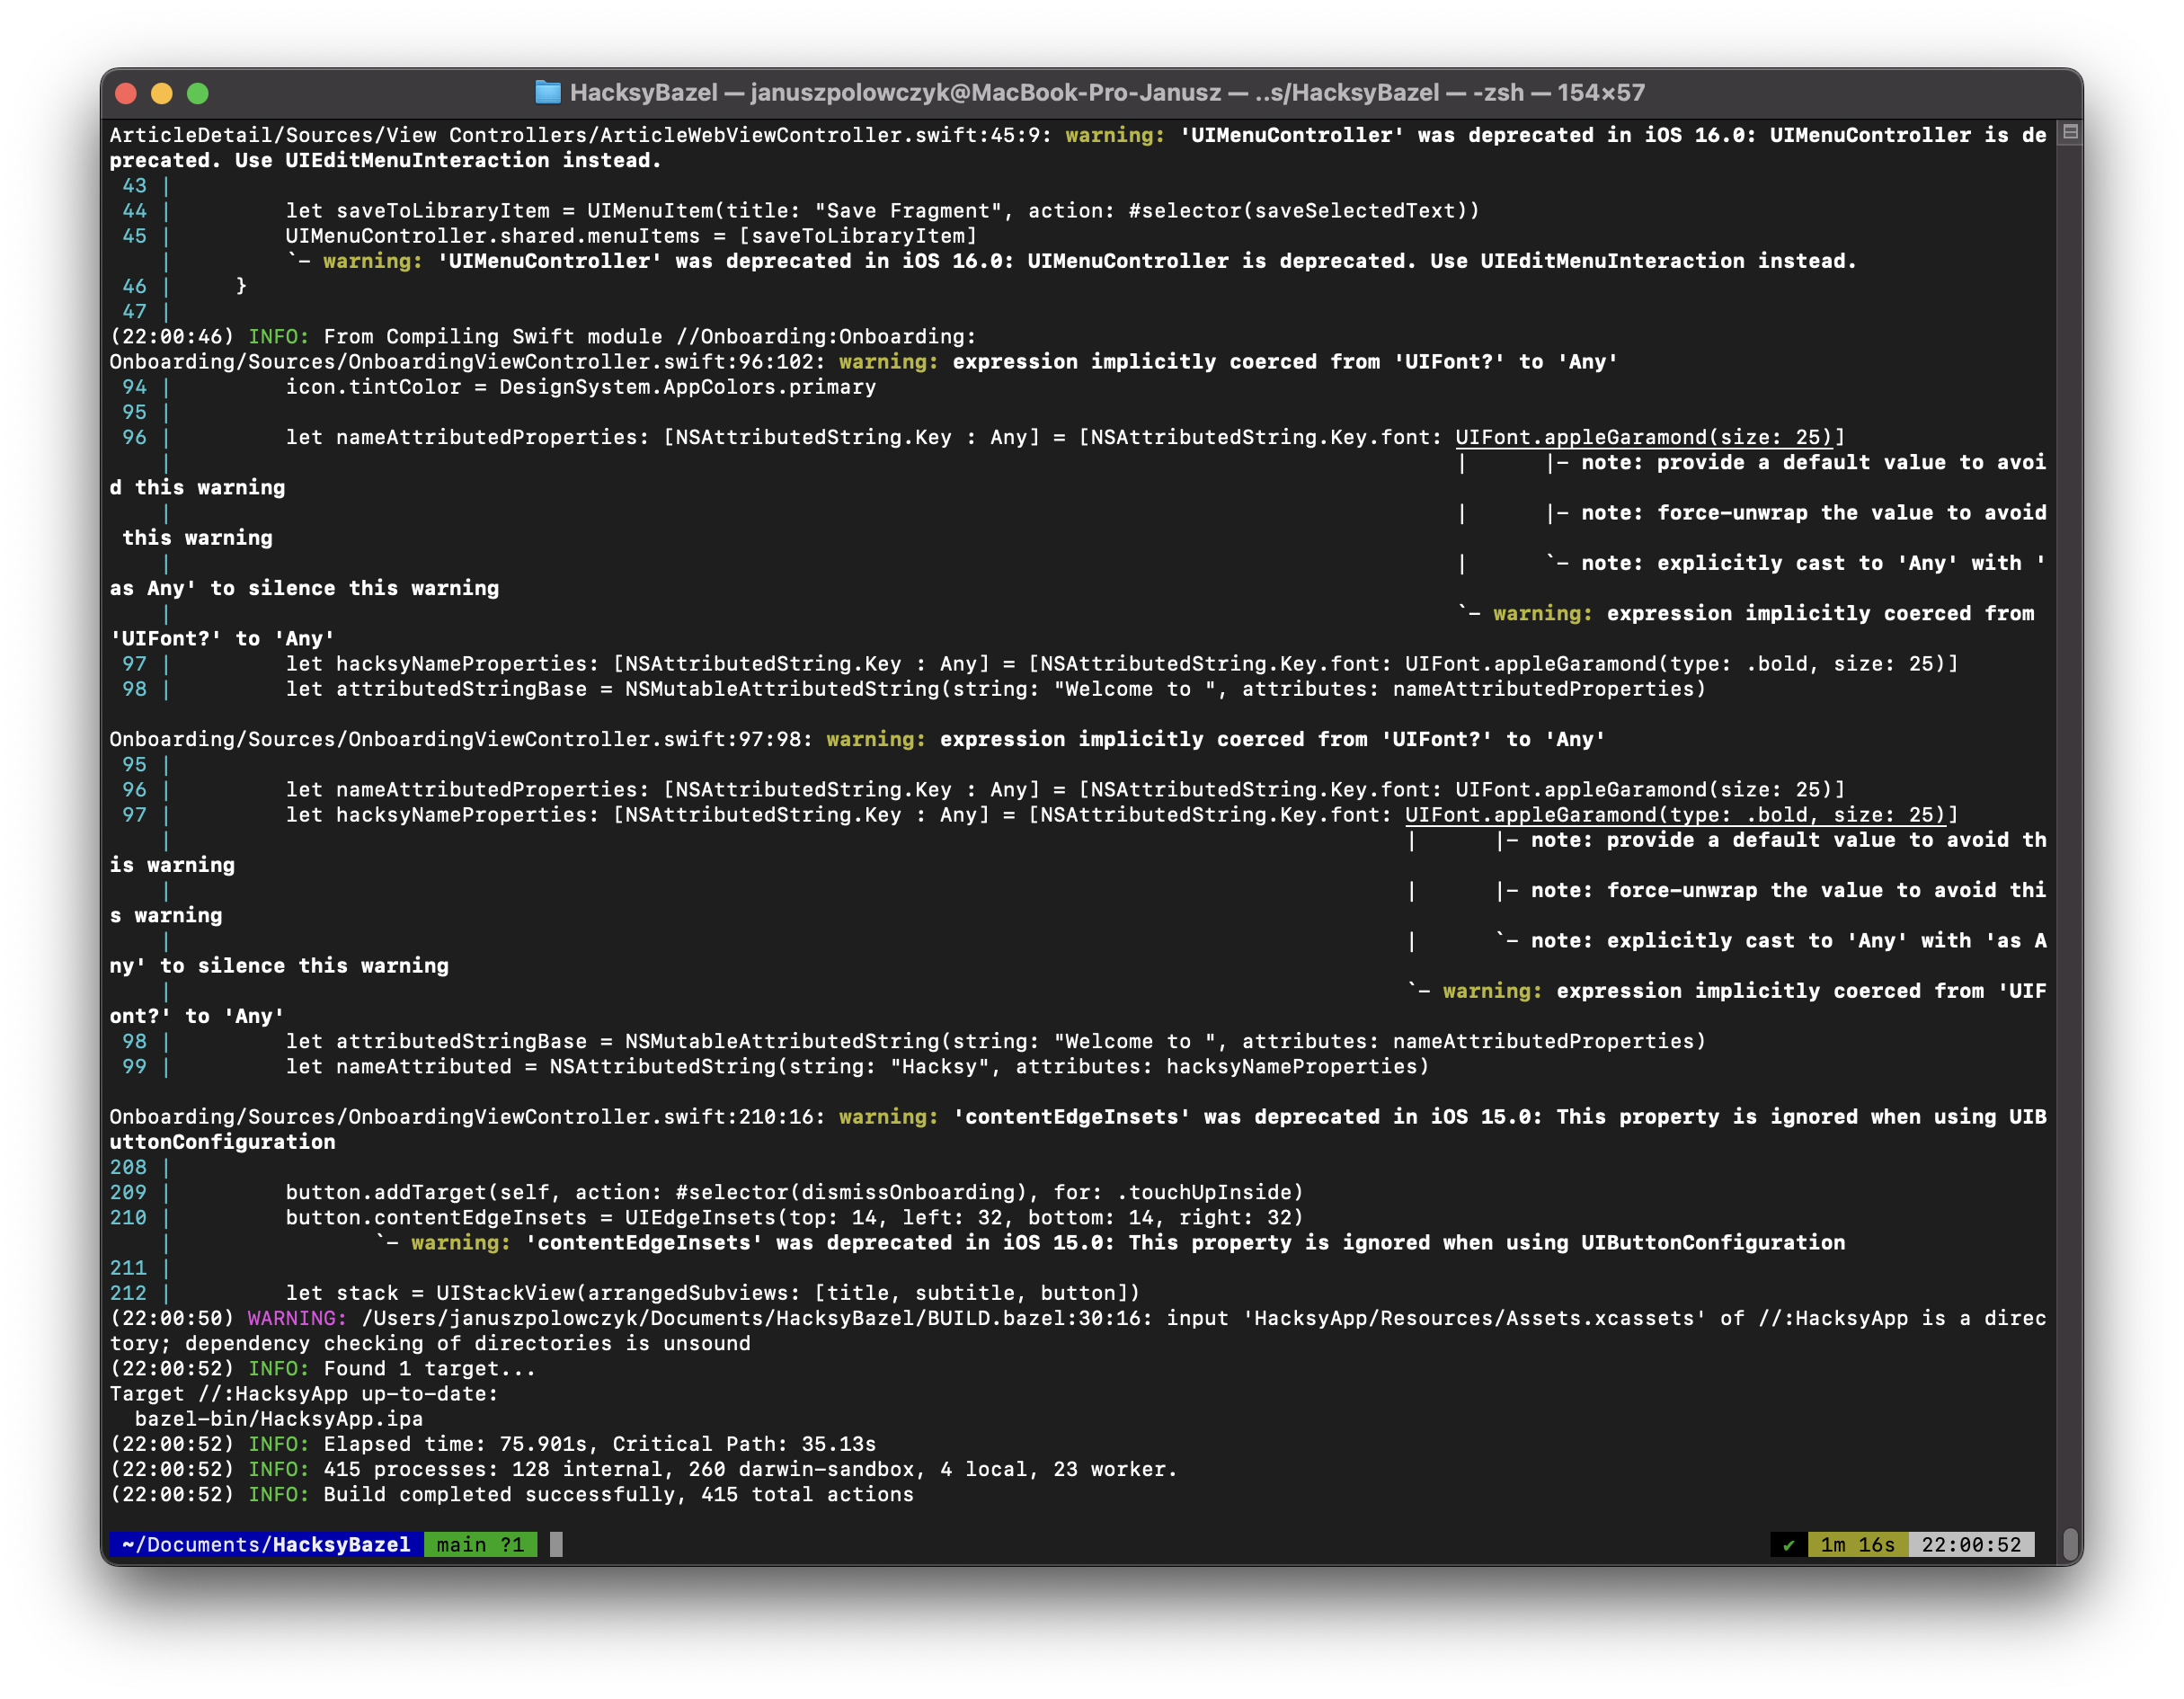 HacksyBazel — januszpolowczyk@MacBook-Pro-Janusz — ..s/HacksyBazel — -zsh — 154×57
ArticleDetail/Sources/View Controllers/ArticleWebViewController.swift:45:9: warning: 'UIMenuController' was deprecated in iOS 16.0: UIMenuController is de
precated. Use UIEditMenuInteraction instead.
 43 |
 44 |         let saveToLibraryItem = UIMenuItem(title: "Save Fragment", action: #selector(saveSelectedText))
 45 |         UIMenuController.shared.menuItems = [saveToLibraryItem]
    |         `- warning: 'UIMenuController' was deprecated in iOS 16.0: UIMenuController is deprecated. Use UIEditMenuInteraction instead.
 46 |     }
 47 |
(22:00:46) INFO: From Compiling Swift module //Onboarding:Onboarding:
Onboarding/Sources/OnboardingViewController.swift:96:102: warning: expression implicitly coerced from 'UIFont?' to 'Any'
 94 |         icon.tintColor = DesignSystem.AppColors.primary
 95 |
 96 |         let nameAttributedProperties: [NSAttributedString.Key : Any] = [NSAttributedString.Key.font: UIFont.appleGaramond(size: 25)]
    |                                                                                                      |      |- note: provide a default value to avoi
d this warning
    |                                                                                                      |      |- note: force-unwrap the value to avoid
 this warning
    |                                                                                                      |      `- note: explicitly cast to 'Any' with '
as Any' to silence this warning
    |                                                                                                      `- warning: expression implicitly coerced from
'UIFont?' to 'Any'
 97 |         let hacksyNameProperties: [NSAttributedString.Key : Any] = [NSAttributedString.Key.font: UIFont.appleGaramond(type: .bold, size: 25)]
 98 |         let attributedStringBase = NSMutableAttributedString(string: "Welcome to ", attributes: nameAttributedProperties)
Onboarding/Sources/OnboardingViewController.swift:97:98: warning: expression implicitly coerced from 'UIFont?' to 'Any'
 95 |
 96 |         let nameAttributedProperties: [NSAttributedString.Key : Any] = [NSAttributedString.Key.font: UIFont.appleGaramond(size: 25)]
 97 |         let hacksyNameProperties: [NSAttributedString.Key : Any] = [NSAttributedString.Key.font: UIFont.appleGaramond(type: .bold, size: 25)]
    |                                                                                                  |      |- note: provide a default value to avoid th
is warning
    |                                                                                                  |      |- note: force-unwrap the value to avoid thi
s warning
    |                                                                                                  |      `- note: explicitly cast to 'Any' with 'as A
ny' to silence this warning
    |                                                                                                  `- warning: expression implicitly coerced from 'UIF
ont?' to 'Any'
 98 |         let attributedStringBase = NSMutableAttributedString(string: "Welcome to ", attributes: nameAttributedProperties)
 99 |         let nameAttributed = NSAttributedString(string: "Hacksy", attributes: hacksyNameProperties)
Onboarding/Sources/OnboardingViewController.swift:210:16: warning: 'contentEdgeInsets' was deprecated in iOS 15.0: This property is ignored when using UIB
uttonConfiguration
208 |
209 |         button.addTarget(self, action: #selector(dismissOnboarding), for: .touchUpInside)
210 |         button.contentEdgeInsets = UIEdgeInsets(top: 14, left: 32, bottom: 14, right: 32)
    |                `- warning: 'contentEdgeInsets' was deprecated in iOS 15.0: This property is ignored when using UIButtonConfiguration
211 |
212 |         let stack = UIStackView(arrangedSubviews: [title, subtitle, button])
(22:00:50) WARNING: /Users/januszpolowczyk/Documents/HacksyBazel/BUILD.bazel:30:16: input 'HacksyApp/Resources/Assets.xcassets' of //:HacksyApp is a direc
tory; dependency checking of directories is unsound
(22:00:52) INFO: Found 1 target...
Target //:HacksyApp up-to-date:
  bazel-bin/HacksyApp.ipa
(22:00:52) INFO: Elapsed time: 75.901s, Critical Path: 35.13s
(22:00:52) INFO: 415 processes: 128 internal, 260 darwin-sandbox, 4 local, 23 worker.
(22:00:52) INFO: Build completed successfully, 415 total actions
~/Documents/HacksyBazel main ?1 ✔ 1m 16s 22:00:52